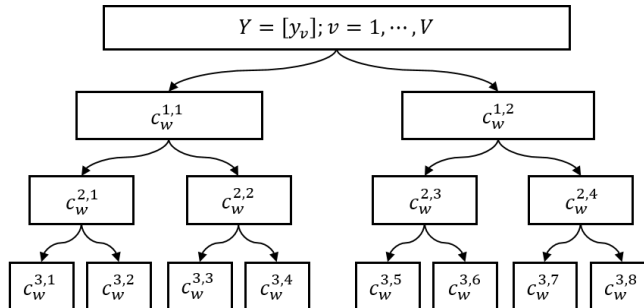 Y = [y_v]; v = 1, ⋯, V
c_w^{1,1} c_w^{1,2}
c_w^{2,1} c_w^{2,2} c_w^{2,3} c_w^{2,4}
c_w^{3,1} c_w^{3,2} c_w^{3,3} c_w^{3,4} c_w^{3,5} c_w^{3,6} c_w^{3,7} c_w^{3,8}